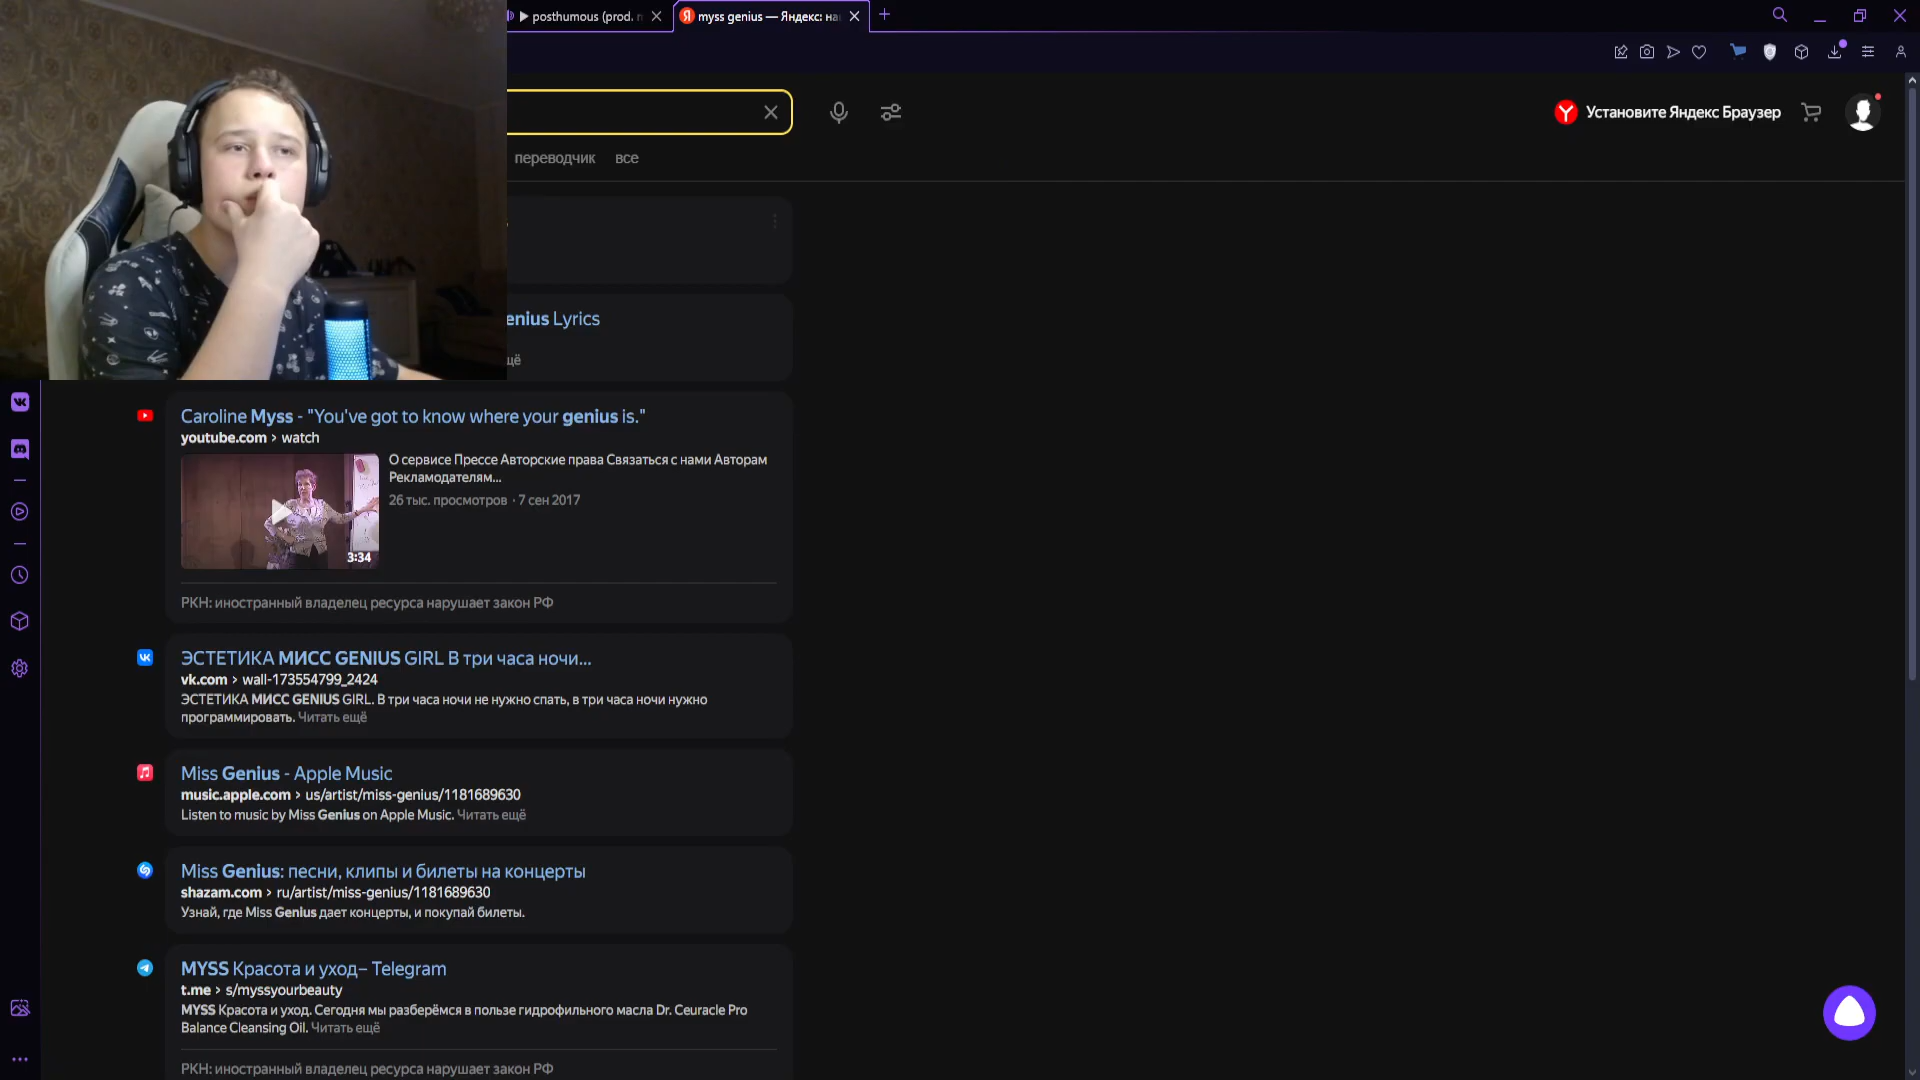 posthumous (prod.
myss genius — Яндекс: на
Установите Яндекс Браузер
переводчик все
enius Lyrics
щё
Caroline Myss - "You've got to know where your genius is."
youtube.com › watch
О сервисе Прессе Авторские права Связаться с нами Авторам
Рекламодателям...
26 тыс. просмотров · 7 сен 2017
3:34
РКН: иностранный владелец ресурса нарушает закон РФ
ЭСТЕТИКА МИСС GENIUS GIRL В три часа ночи...
vk.com › wall-173554799_2424
ЭСТЕТИКА МИСС GENIUS GIRL. В три часа ночи не нужно спать, в три часа ночи нужно
программировать. Читать ещё
Miss Genius - Apple Music
music.apple.com › us/artist/miss-genius/1181689630
Listen to music by Miss Genius on Apple Music. Читать ещё
Miss Genius: песни, клипы и билеты на концерты
shazam.com › ru/artist/miss-genius/1181689630
Узнай, где Miss Genius дает концерты, и покупай билеты.
MYSS Красота и уход– Telegram
t.me › s/myssyourbeauty
MYSS Красота и уход. Сегодня мы разберёмся в пользе гидрофильного масла Dr. Ceuracle Pro
Balance Cleansing Oil. Читать ещё
РКН: иностранный владелец ресурса нарушает закон РФ